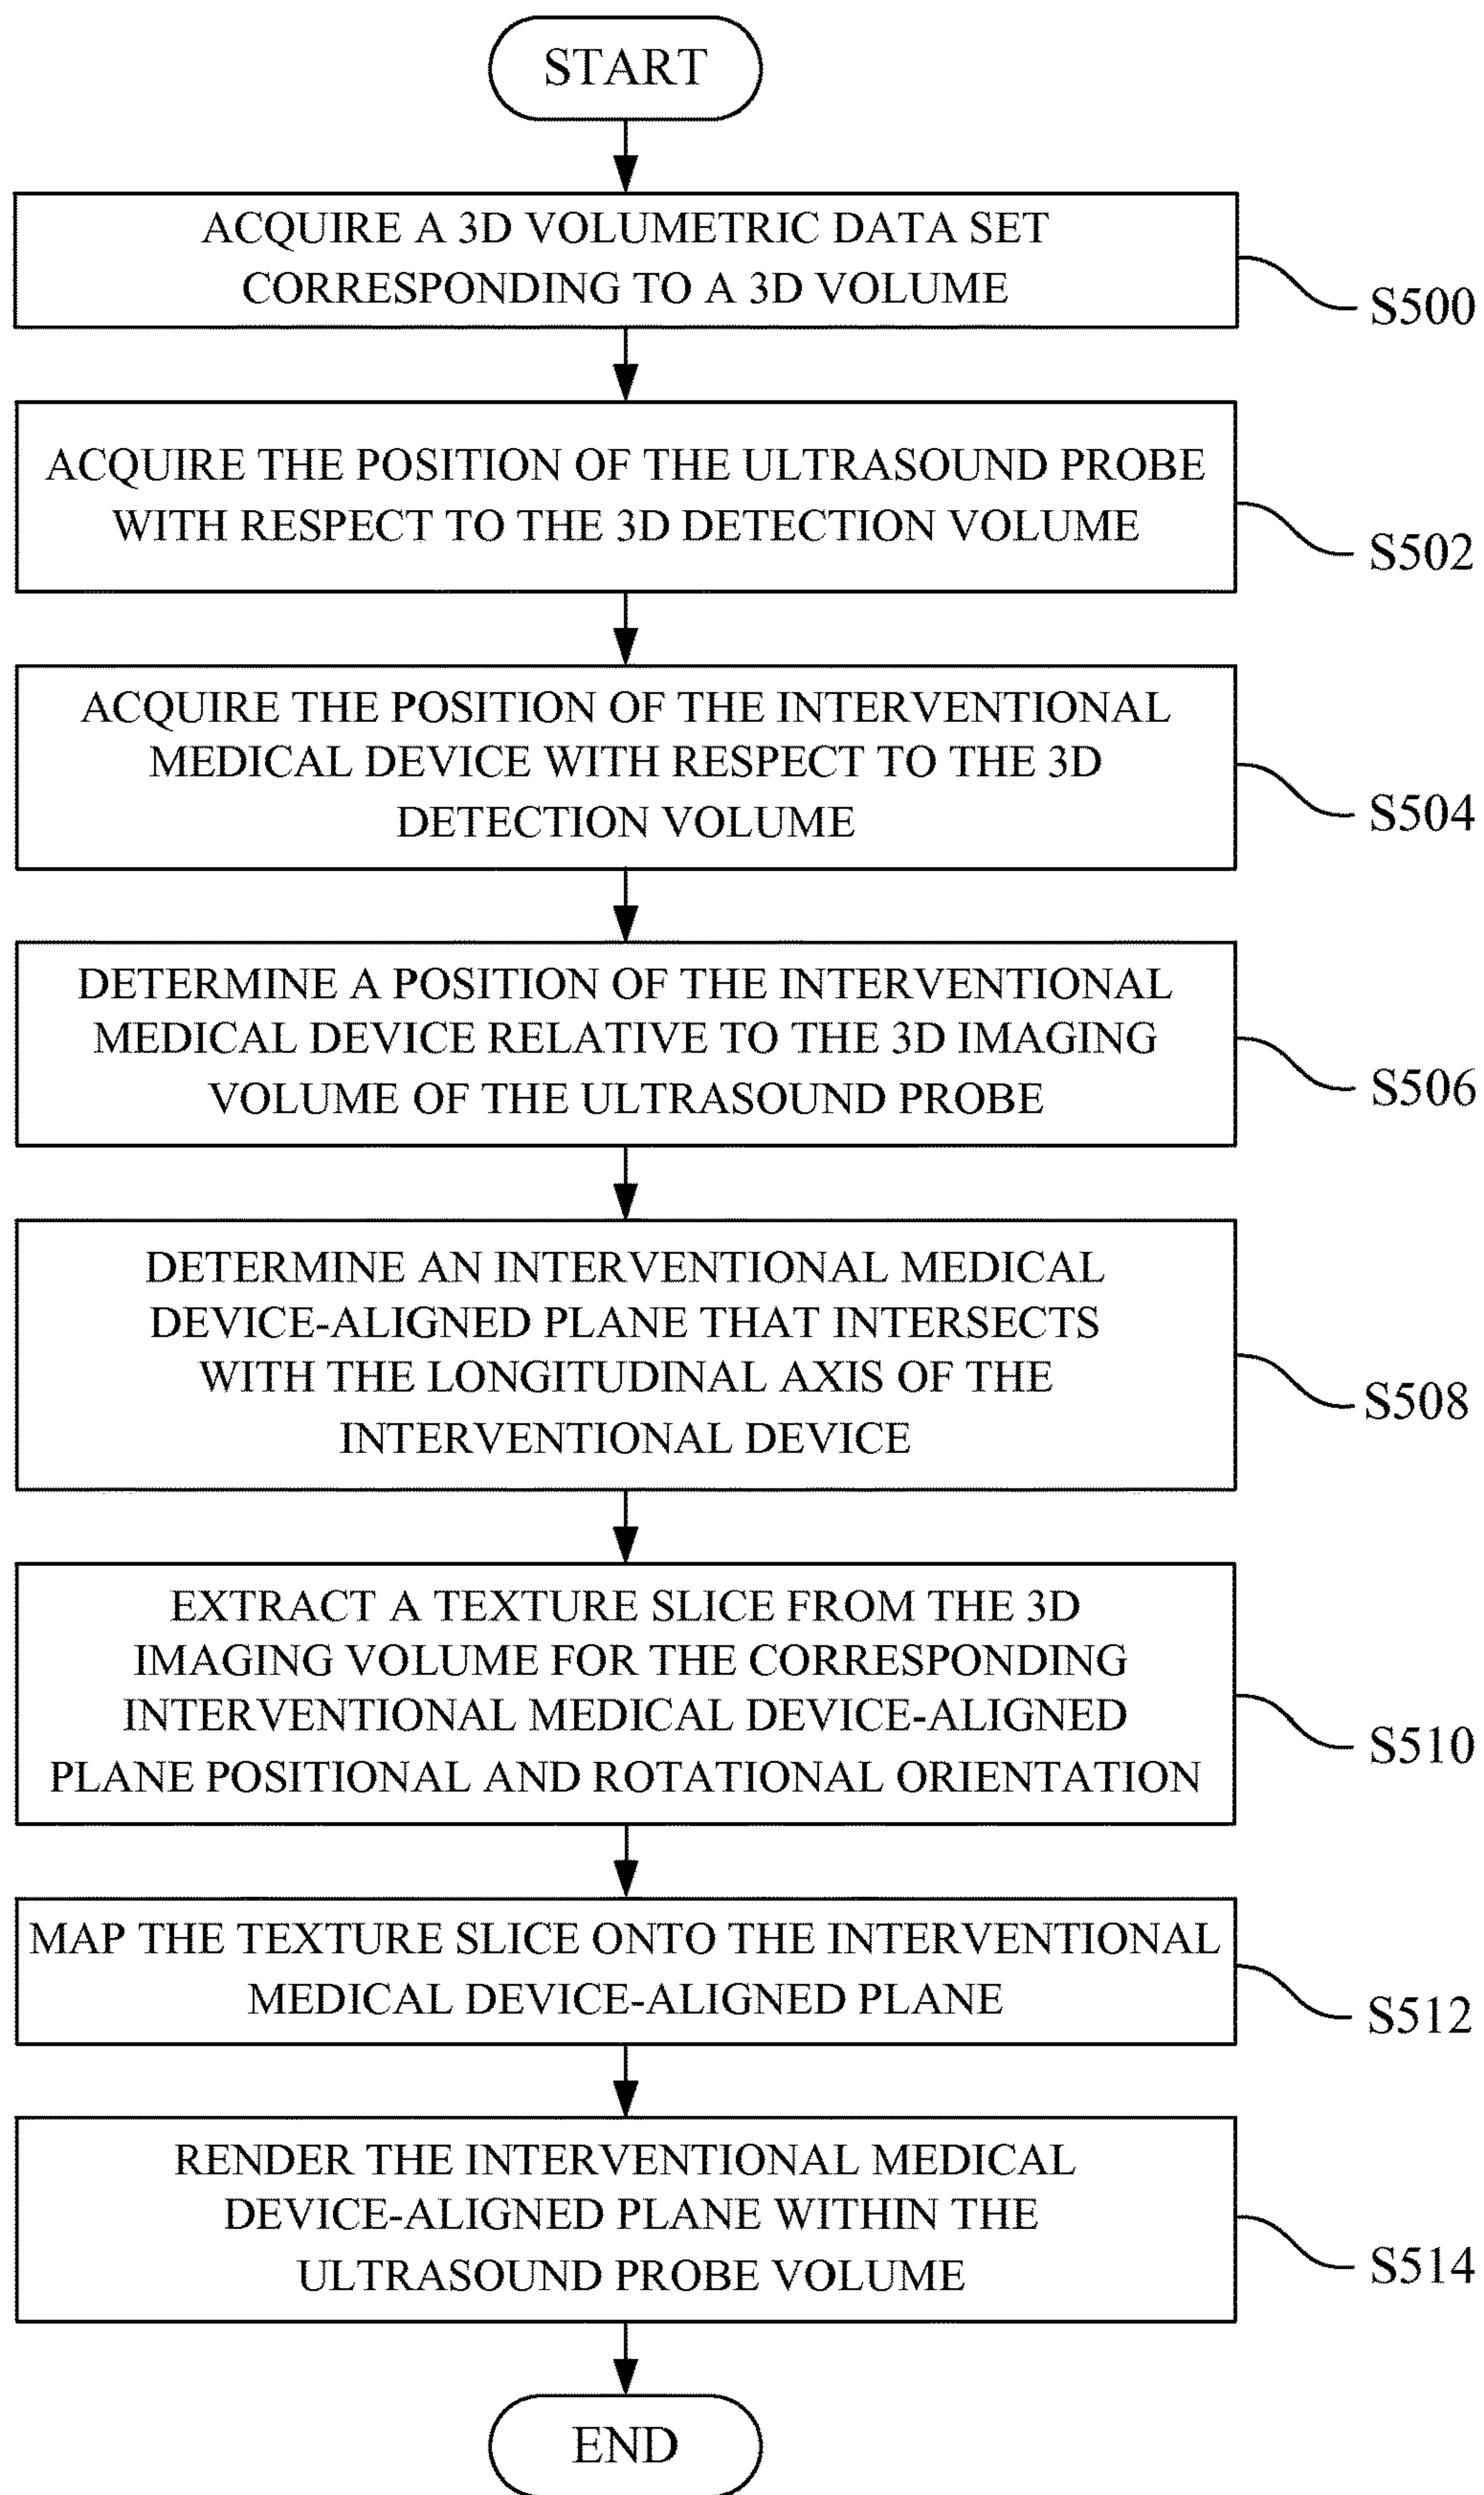 START
ACQUIRE A 3D VOLUMETRIC DATA SET
CORRESPONDING TO A 3D VOLUME
S500
ACQUIRE THE POSITION OF THE ULTRASOUND PROBE
WITH RESPECT TO THE 3D DETECTION VOLUME
S502
ACQUIRE THE POSITION OF THE INTERVENTIONAL
MEDICAL DEVICE WITH RESPECT TO THE 3D
DETECTION VOLUME
S504
DETERMINE A POSITION OF THE INTERVENTIONAL
MEDICAL DEVICE RELATIVE TO THE 3D IMAGING
VOLUME OF THE ULTRASOUND PROBE
S506
DETERMINE AN INTERVENTIONAL MEDICAL
DEVICE-ALIGNED PLANE THAT INTERSECTS
WITH THE LONGITUDINAL AXIS OF THE
INTERVENTIONAL DEVICE
S508
EXTRACT A TEXTURE SLICE FROM THE 3D
IMAGING VOLUME FOR THE CORRESPONDING
INTERVENTIONAL MEDICAL DEVICE-ALIGNED
PLANE POSITIONAL AND ROTATIONAL ORIENTATION
S510
MAP THE TEXTURE SLICE ONTO THE INTERVENTIONAL
MEDICAL DEVICE-ALIGNED PLANE
S512
RENDER THE INTERVENTIONAL MEDICAL
DEVICE-ALIGNED PLANE WITHIN THE
ULTRASOUND PROBE VOLUME
S514
END